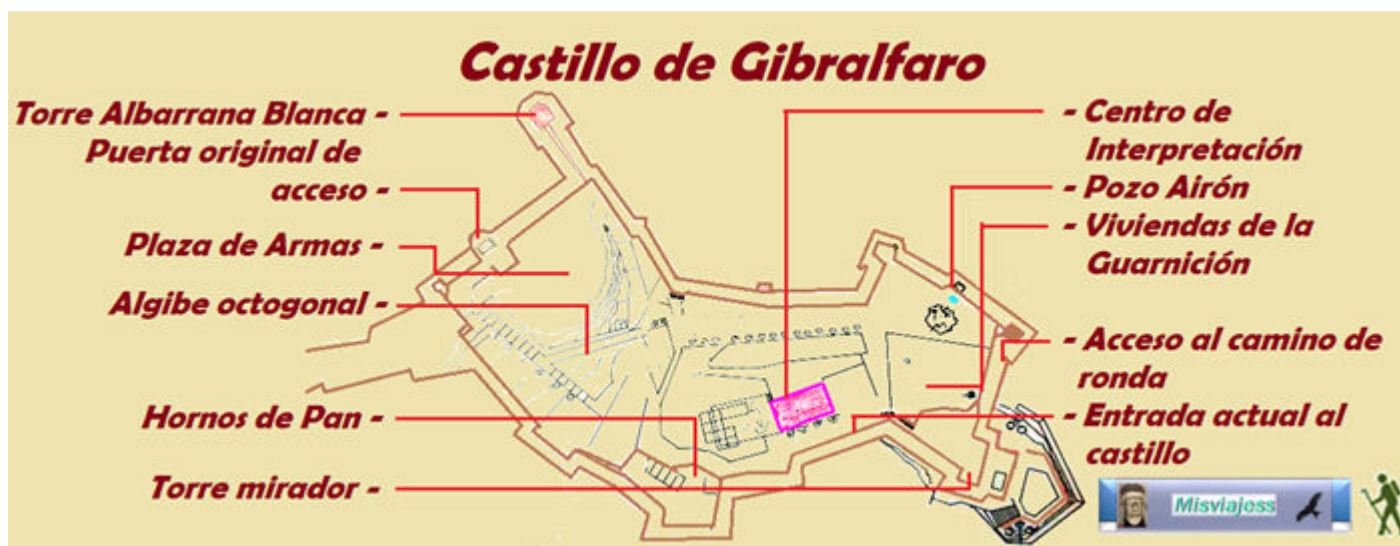 Castillo de Gibralfaro
Torre Albarrana Blanca -
Puerta original de
acceso -
Plaza de Armas -
Algibe octogonal -
Hornos de Pan -
Torre mirador -
- Centro de
Interpretación
- Pozo Airón
- Viviendas de la
Guarnición
- Acceso al camino de
ronda
- Entrada actual al
castillo
Misviajess